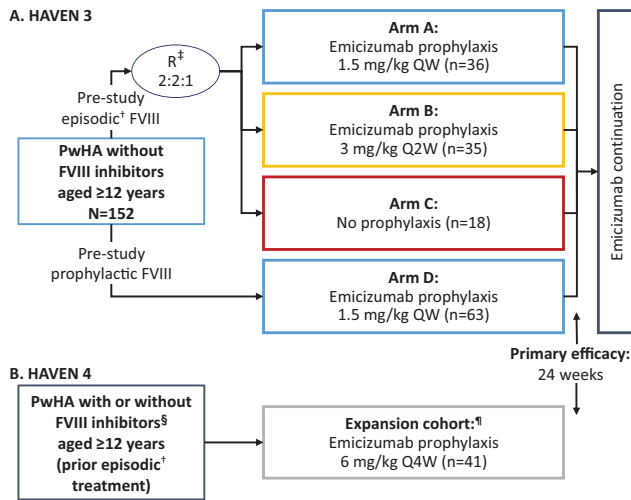 A. HAVEN 3
R‡
2:2:1
Pre-study
episodic† FVIII
PwHA without
FVIII inhibitors
aged ≥12 years
N=152
Pre-study
prophylactic FVIII
Arm A:
Emicizumab prophylaxis
1.5 mg/kg QW (n=36)
Arm B:
Emicizumab prophylaxis
3 mg/kg Q2W (n=35)
Arm C:
No prophylaxis (n=18)
Arm D:
Emicizumab prophylaxis
1.5 mg/kg QW (n=63)
Emicizumab continuation
Primary efficacy:
24 weeks
B. HAVEN 4
PwHA with or without
FVIII inhibitors§
aged ≥12 years
(prior episodic†
treatment)
Expansion cohort:¶
Emicizumab prophylaxis
6 mg/kg Q4W (n=41)